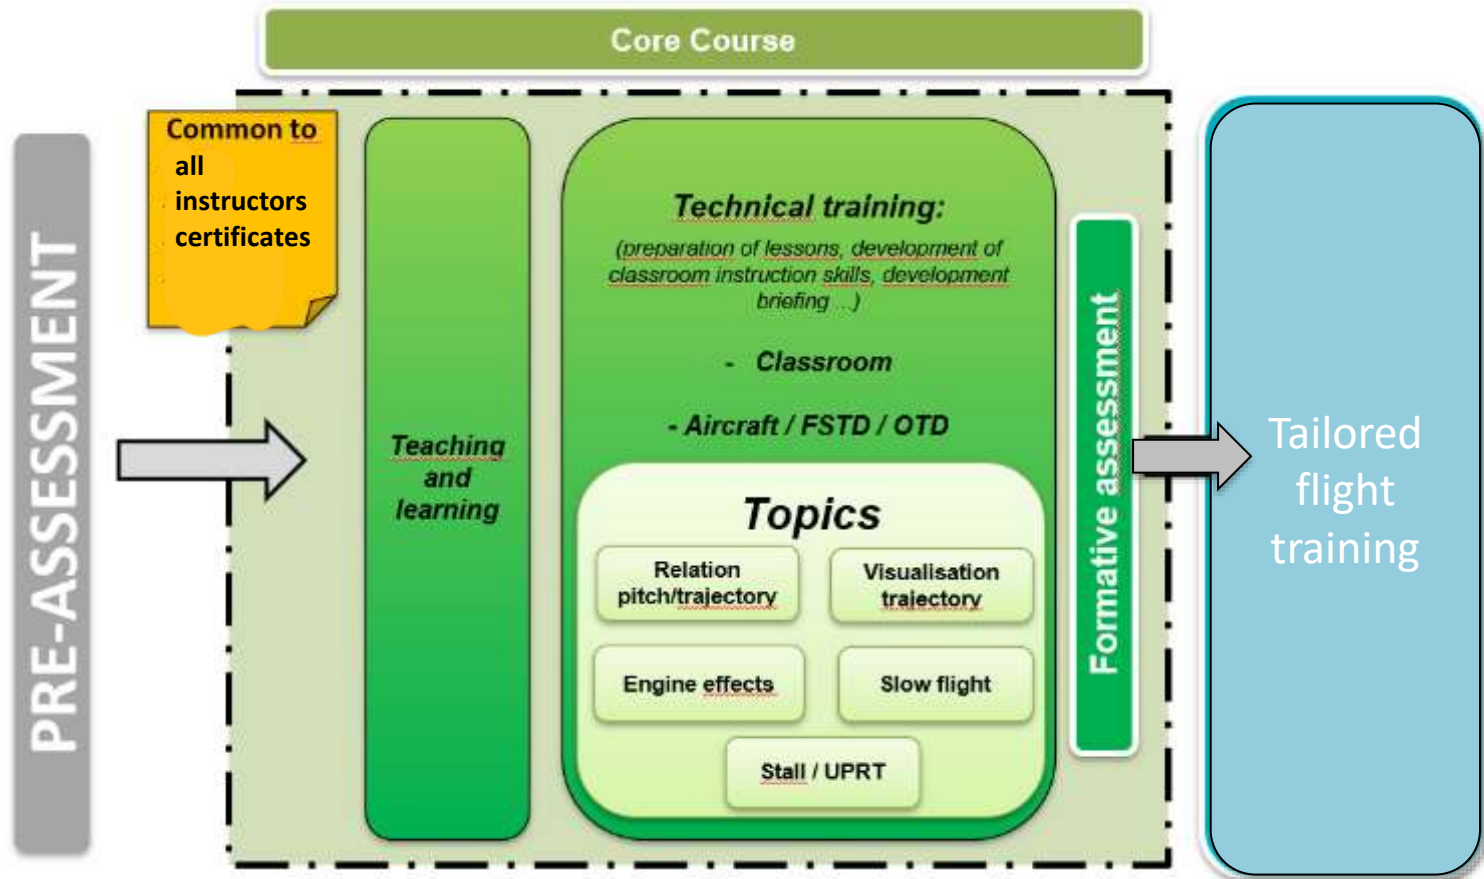 Core Course
PRE-ASSESSMENT
Common to
all
instructors
certificates
Teaching
and
learning
Technical training:
(preparation of lessons, development of
classroom instruction skills, development
briefing ...)
- Classroom
- Aircraft / FSTD / OTD
Topics
Relation
pitch/trajectory
Visualisation
trajectory
Engine effects
Slow flight
Stall / UPRT
Formative assessment
Tailored
flight
training